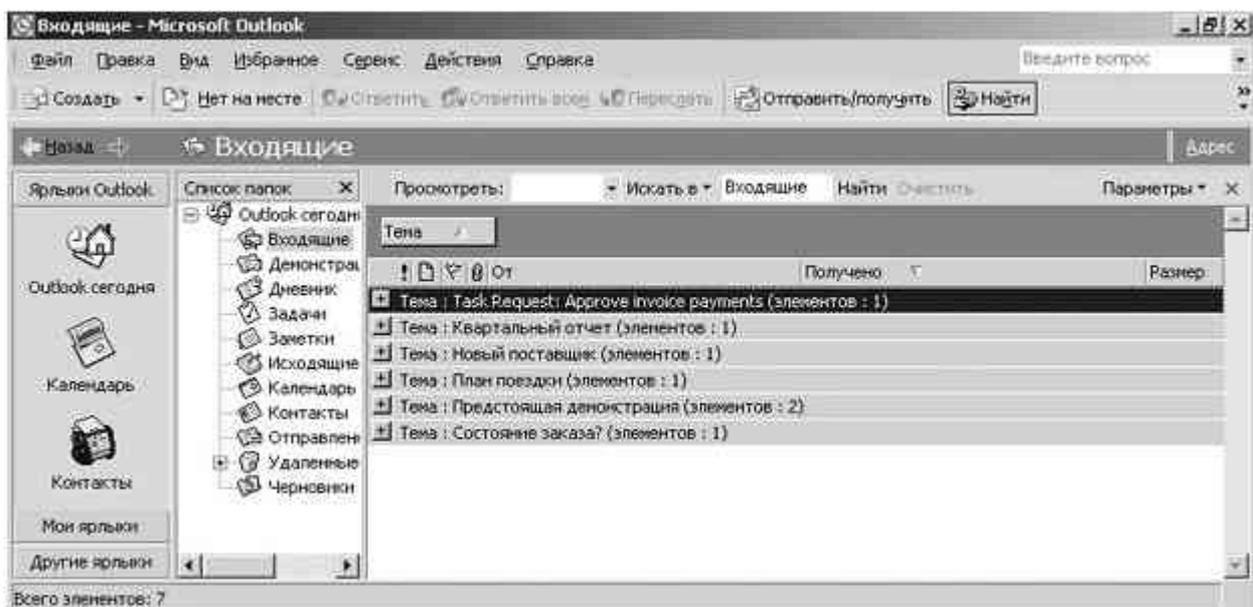 Входящие - Microsoft Outlook
Файл Правка Вид Избранное Сервис Действия Справка Введите вопрос
Создать Нет на месте Ответить Ответить всем Переслать Отправить/получить Найти
Назад Входящие Адрес
Ярлыки Outlook
Outlook сегодня
Календарь
Контакты
Мои ярлыки
Другие ярлыки
Список папок
Outlook сегодня
Входящие
Демонстрац
Дневник
Задачи
Заметки
Исходящие
Календарь
Контакты
Отправлен
Удаленные
Черновики
Просмотреть: Искать в Входящие Найти Очистить Параметры
Тема
От Получено Размер
Тема : Task Request: Approve invoice payments (элементов : 1)
Тема : Квартальный отчет (элементов : 1)
Тема : Новый поставщик (элементов : 1)
Тема : План поездки (элементов : 1)
Тема : Предстоящая демонстрация (элементов : 2)
Тема : Состояние заказа? (элементов : 1)
Всего элементов: 7